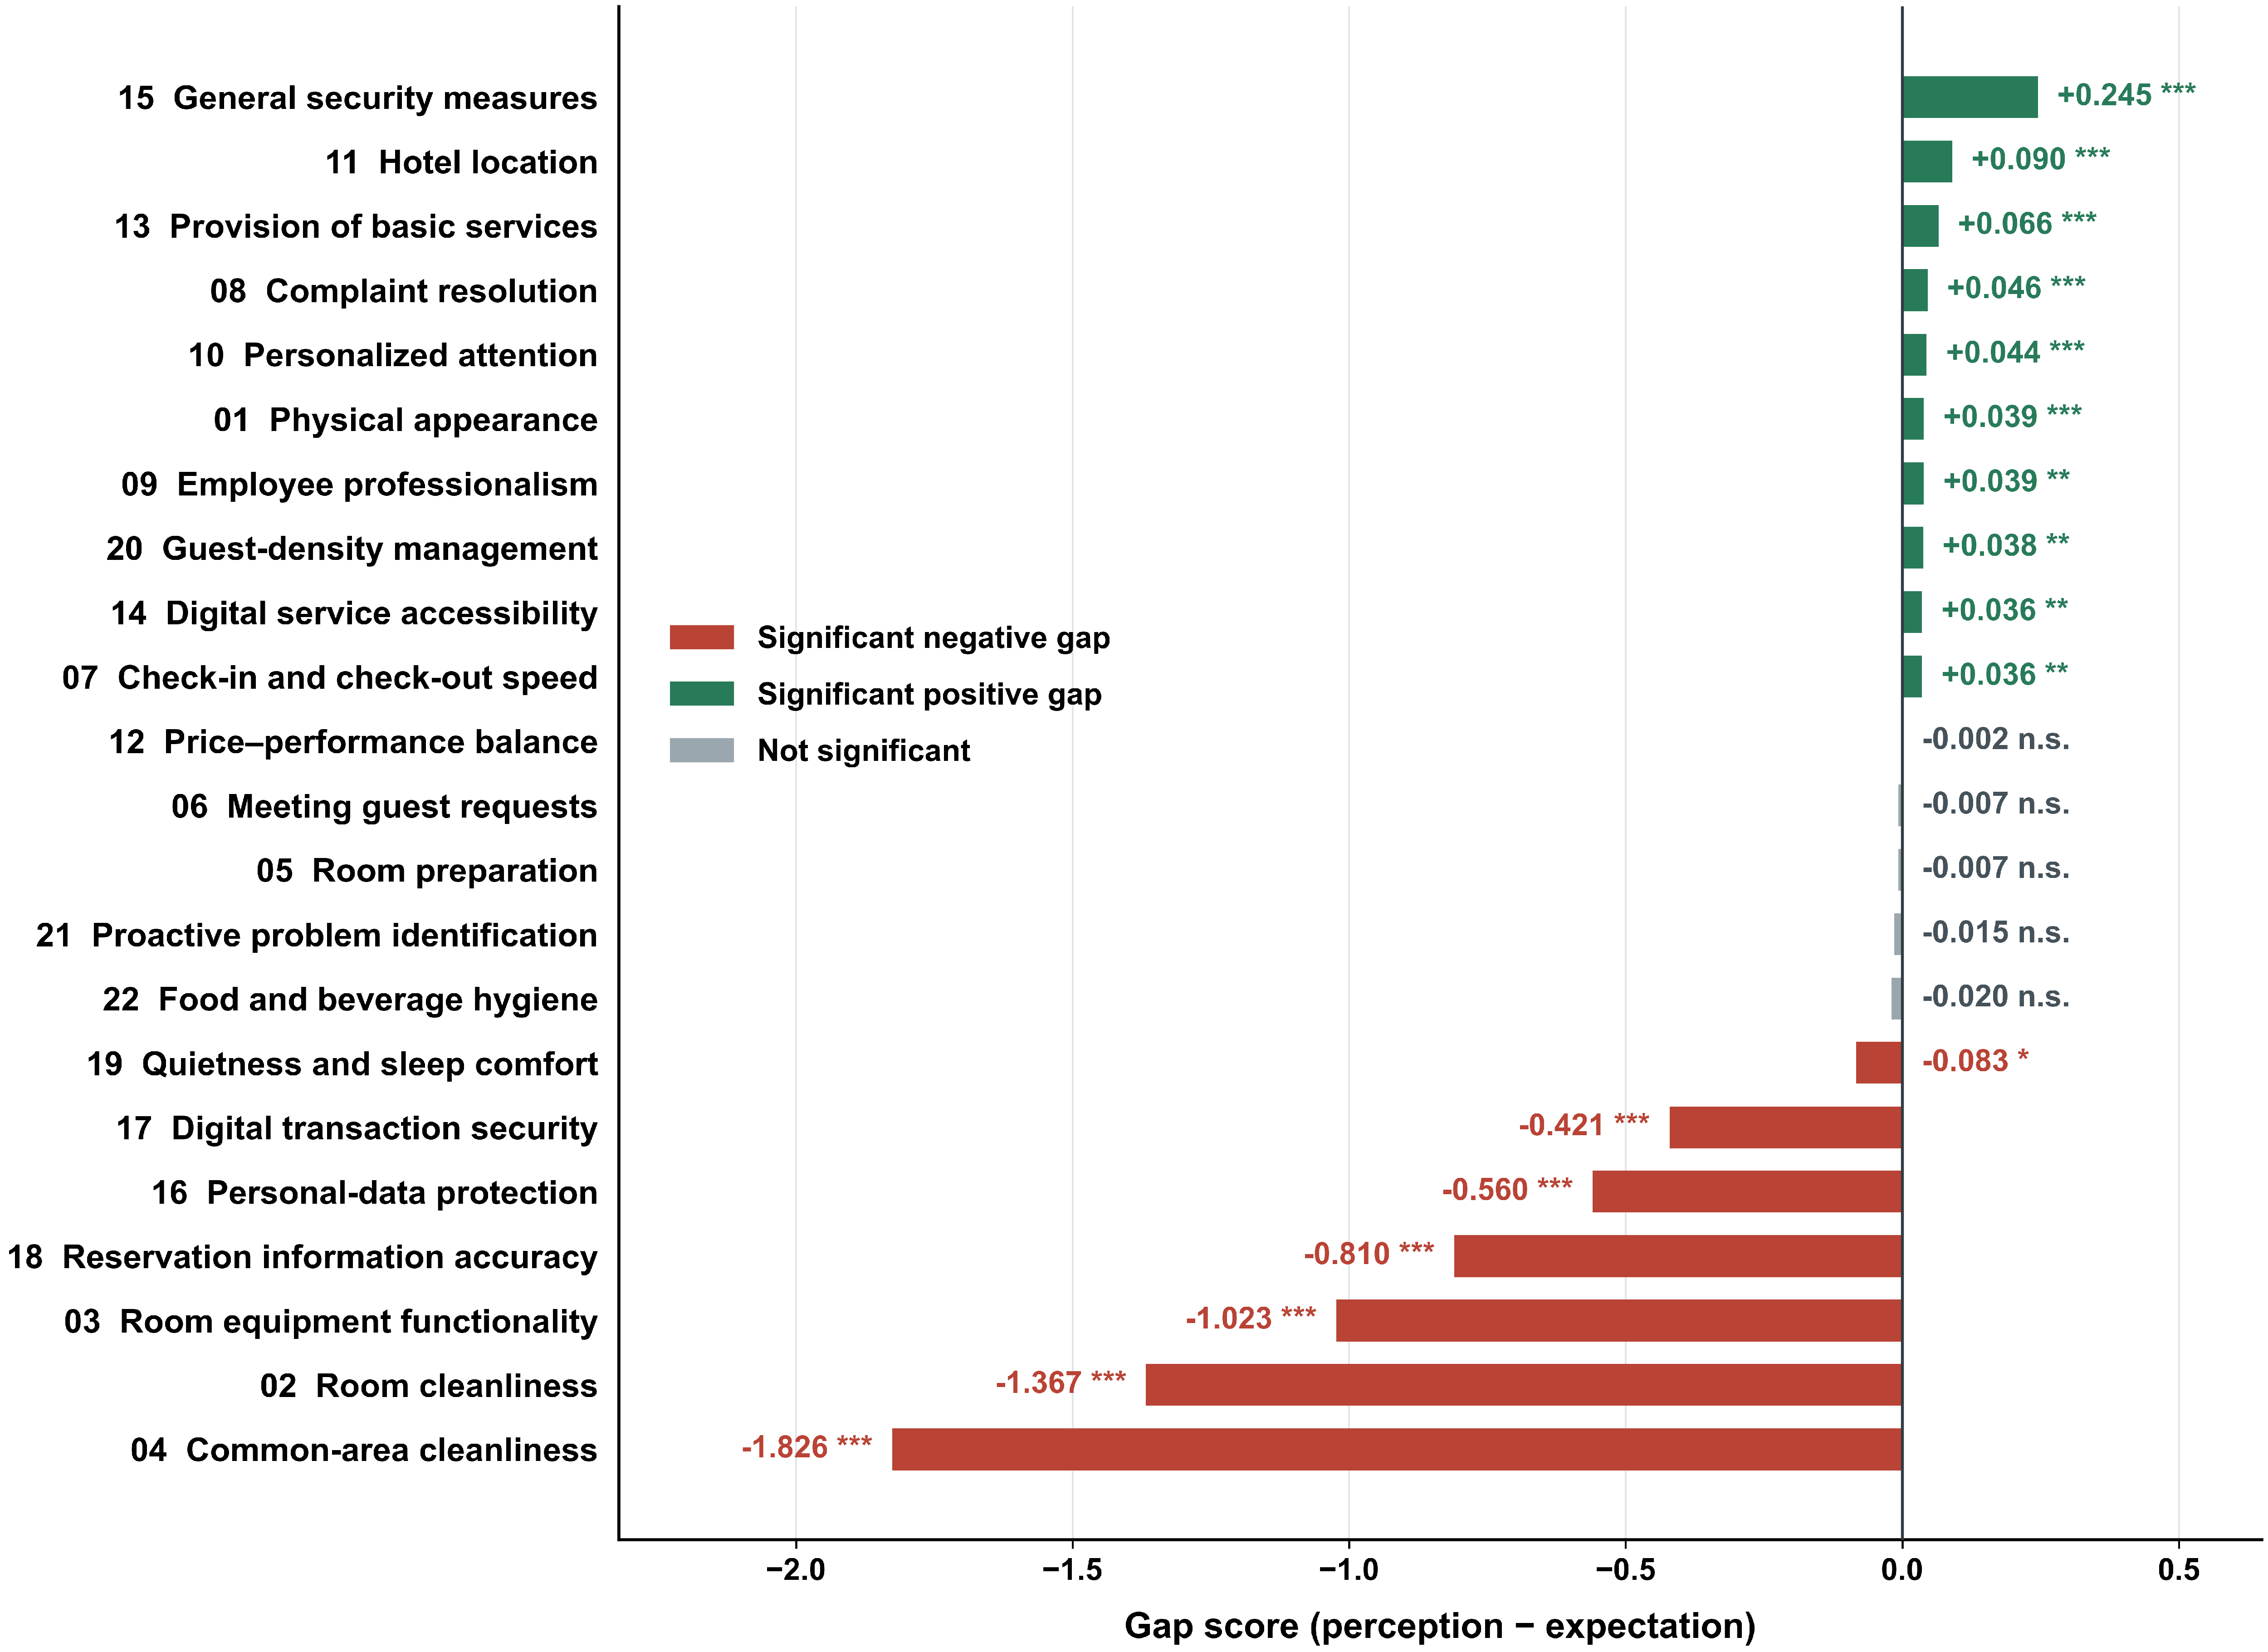 15 General security measures +0.245 ***
11 Hotel location +0.090 ***
13 Provision of basic services +0.066 ***
08 Complaint resolution +0.046 ***
10 Personalized attention +0.044 ***
01 Physical appearance +0.039 ***
09 Employee professionalism +0.039 **
20 Guest-density management +0.038 **
14 Digital service accessibility +0.036 **
Significant negative gap
07 Check-in and check-out speed +0.036 **
Significant positive gap
12 Price–performance balance -0.002 n.s.
Not significant
06 Meeting guest requests -0.007 n.s.
05 Room preparation -0.007 n.s.
21 Proactive problem identification -0.015 n.s.
22 Food and beverage hygiene -0.020 n.s.
19 Quietness and sleep comfort -0.083 *
17 Digital transaction security -0.421 ***
16 Personal-data protection -0.560 ***
18 Reservation information accuracy -0.810 ***
03 Room equipment functionality -1.023 ***
02 Room cleanliness -1.367 ***
04 Common-area cleanliness -1.826 ***
−2.0 −1.5 −1.0 −0.5 0.0 0.5
Gap score (perception − expectation)